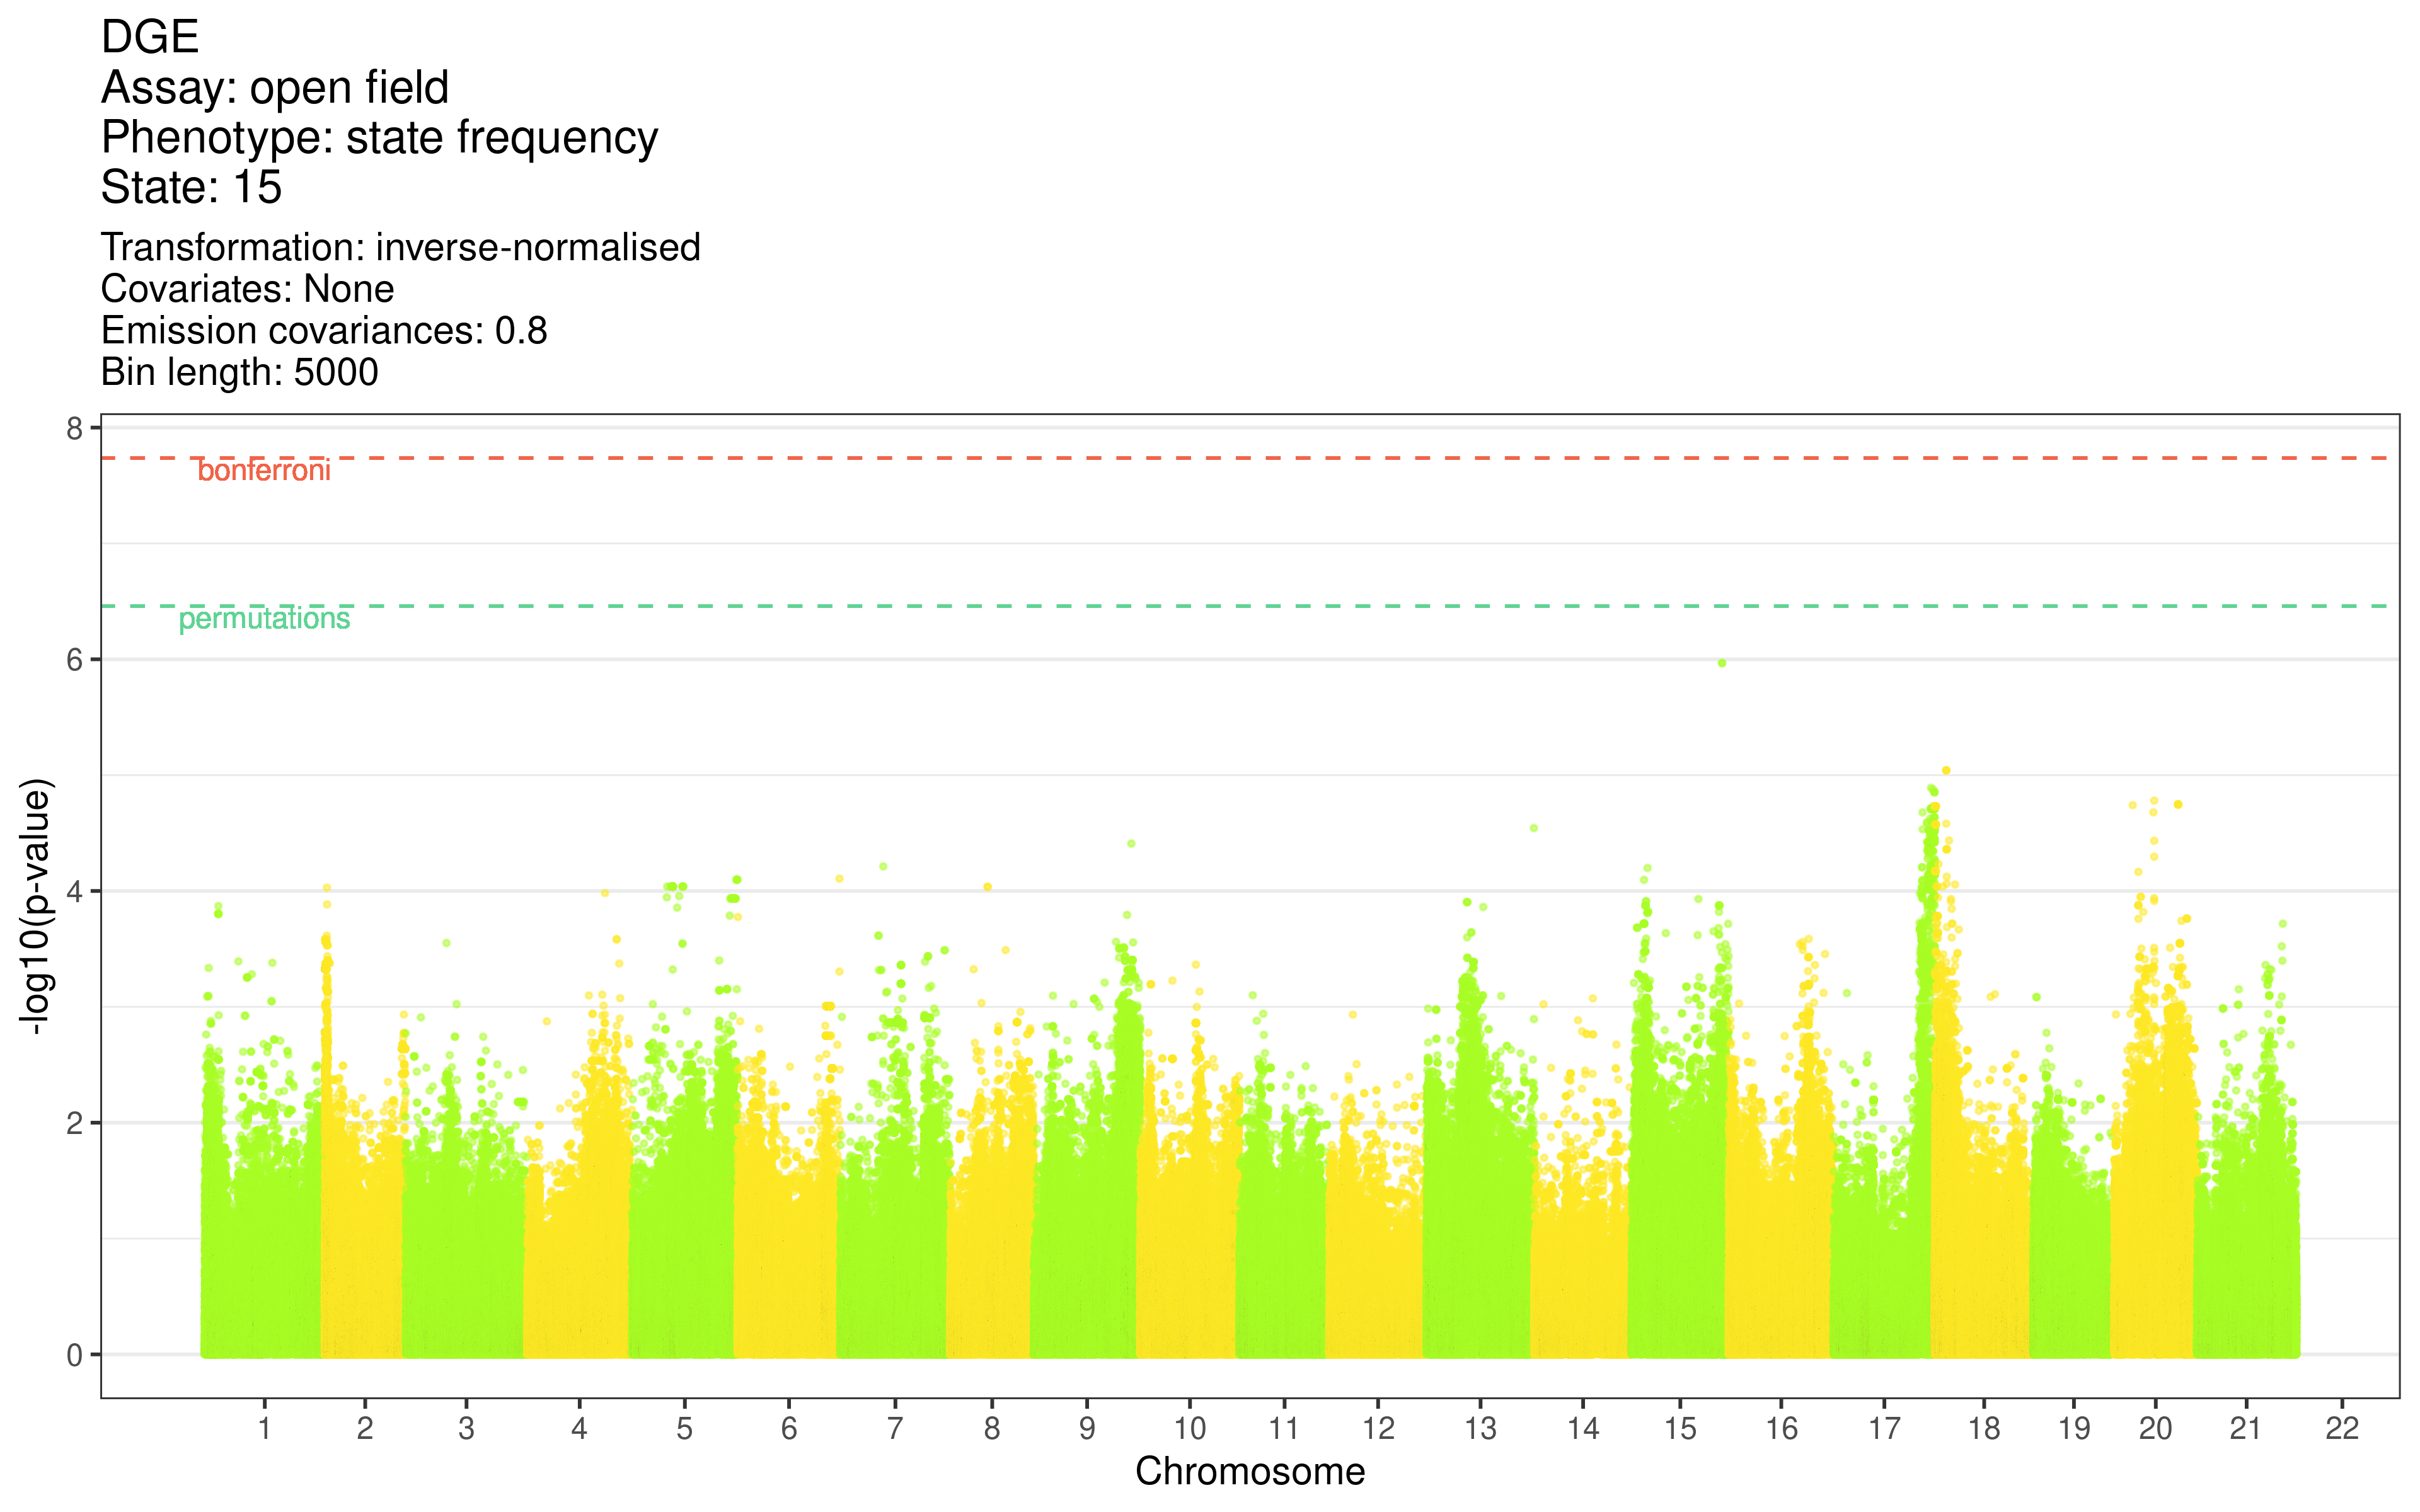 DGE
Assay: open field
Phenotype: state frequency
State: 15
Transformation: inverse-normalised
Covariates: None
Emission covariances: 0.8
Bin length: 5000
8
bonferroni
permutations
6
-log10(p-value)
4
2
0
1 2 3 4 5 6 7 8 9 10 11 12 13 14 15 16 17 18 19 20 21 22
Chromosome